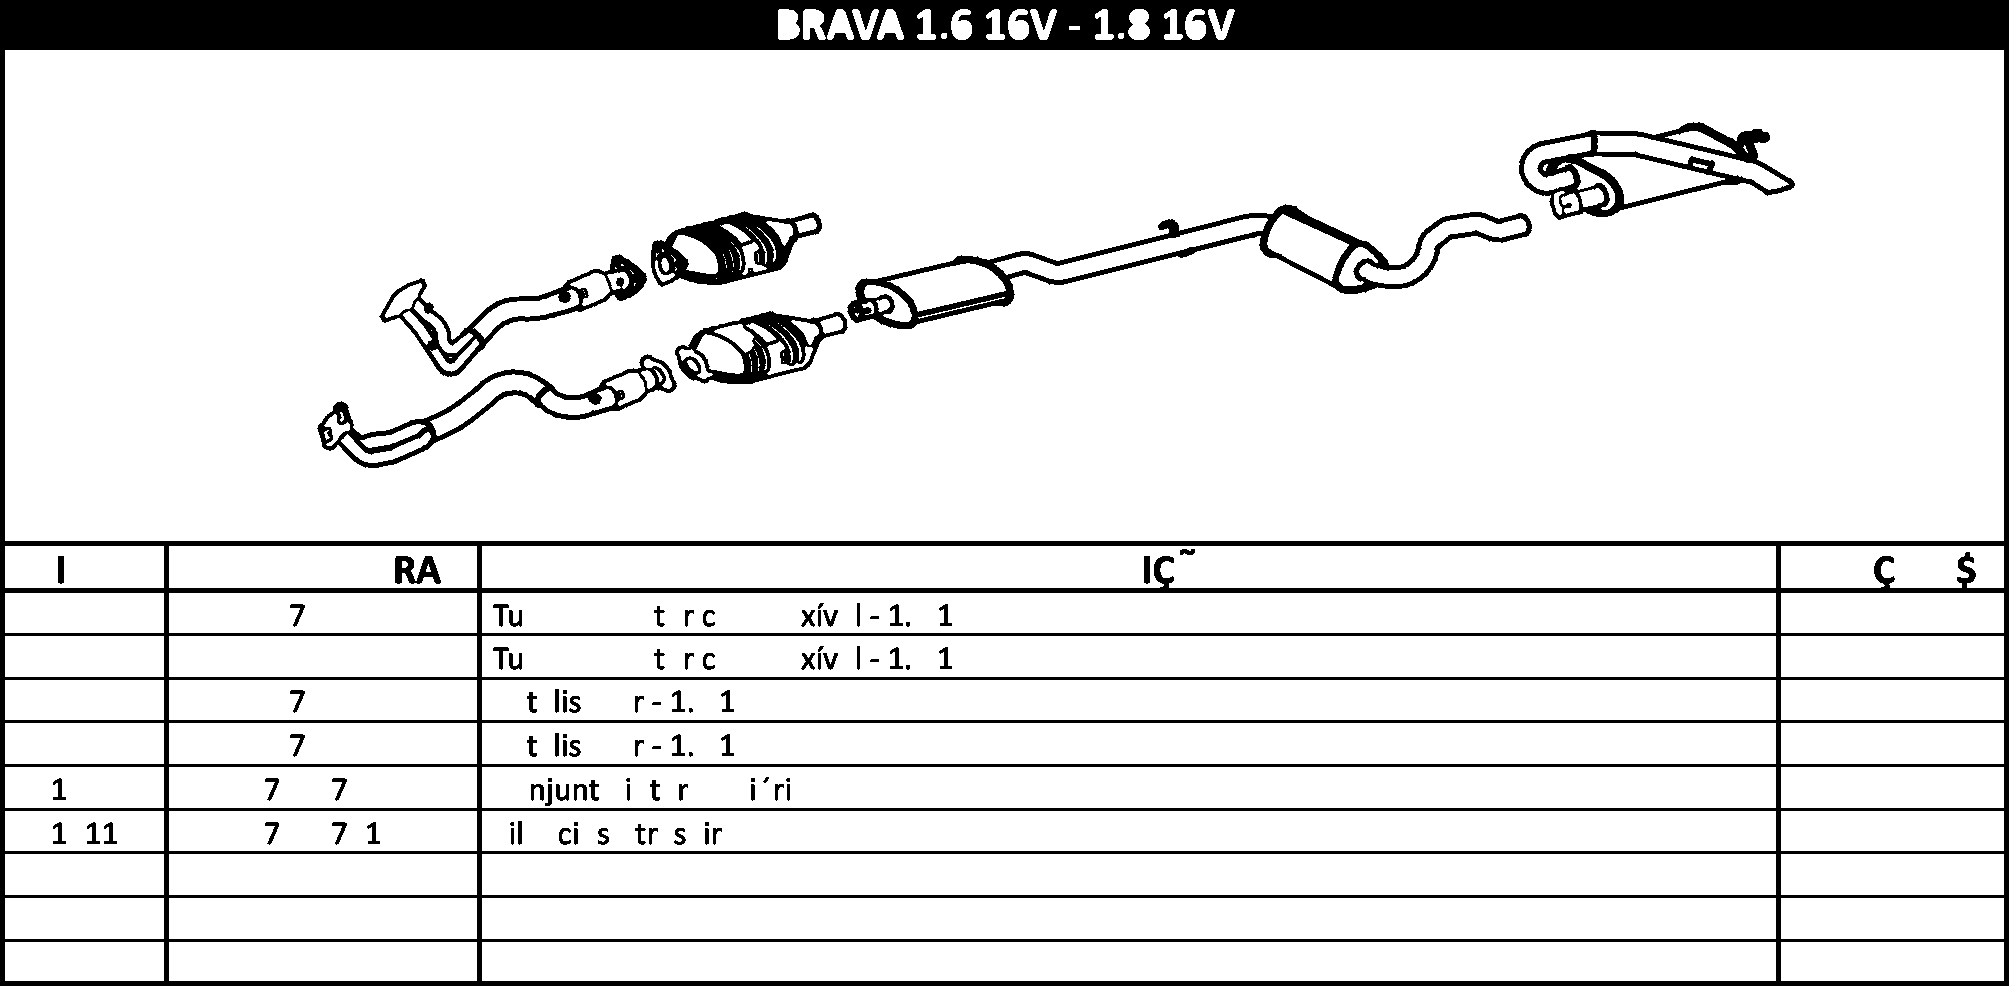 BRAVA 1.6 16V - 1.8 16V
I RA IÇ˜ Ç $
7 Tu t r c xív l - 1. 1
Tu t r c xív l - 1. 1
7 t lis r - 1. 1
7 t lis r - 1. 1
1 7 7 njunt i t r i´ri
1 11 7 7 1 il ci s tr s ir